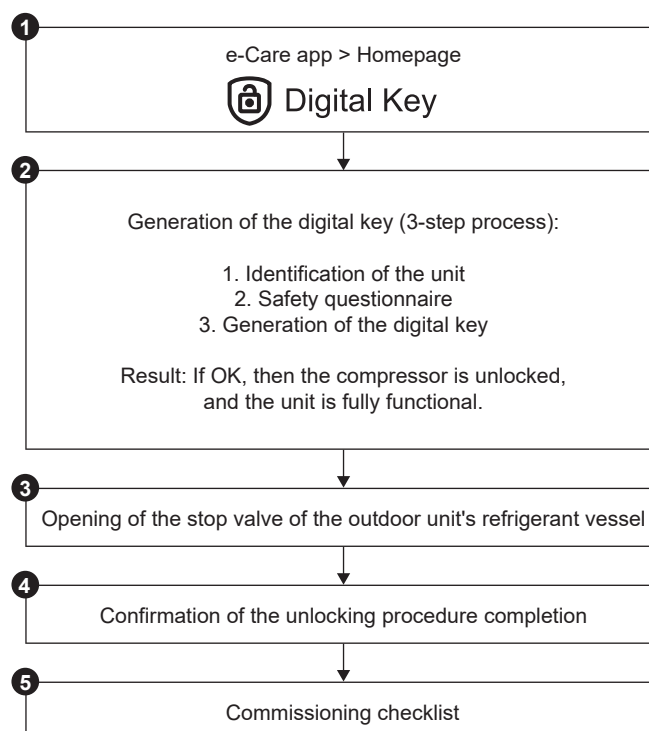 1
e-Care app > Homepage
Digital Key
2
Generation of the digital key (3-step process):
1. Identification of the unit
2. Safety questionnaire
3. Generation of the digital key
Result: If OK, then the compressor is unlocked,
and the unit is fully functional.
3
Opening of the stop valve of the outdoor unit's refrigerant vessel
4
Confirmation of the unlocking procedure completion
5
Commissioning checklist